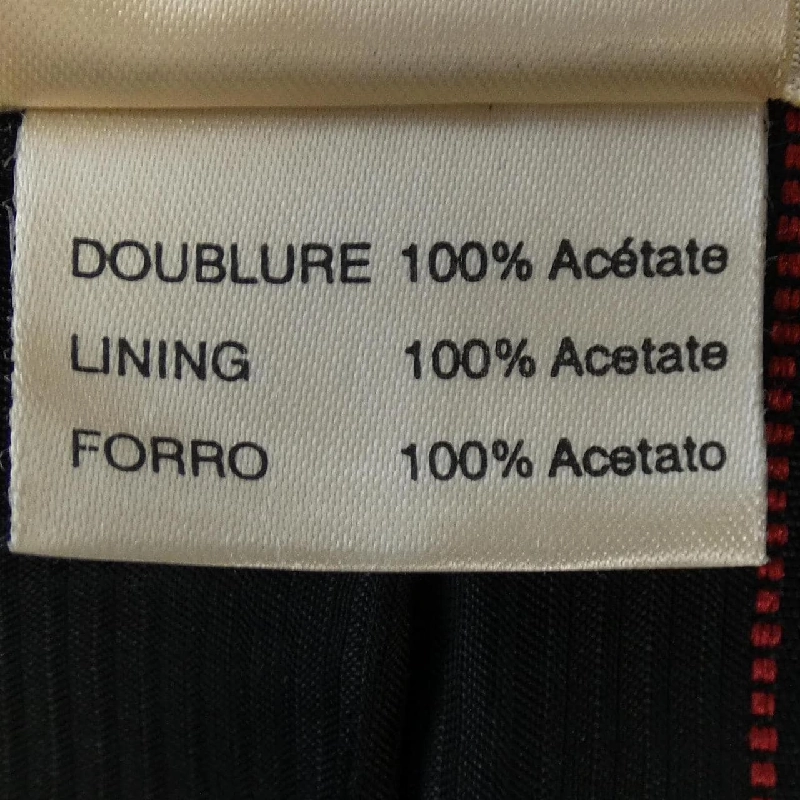 DOUBLURE 100% Acétate
LINING 100% Acetate
FORRO 100% Acetato